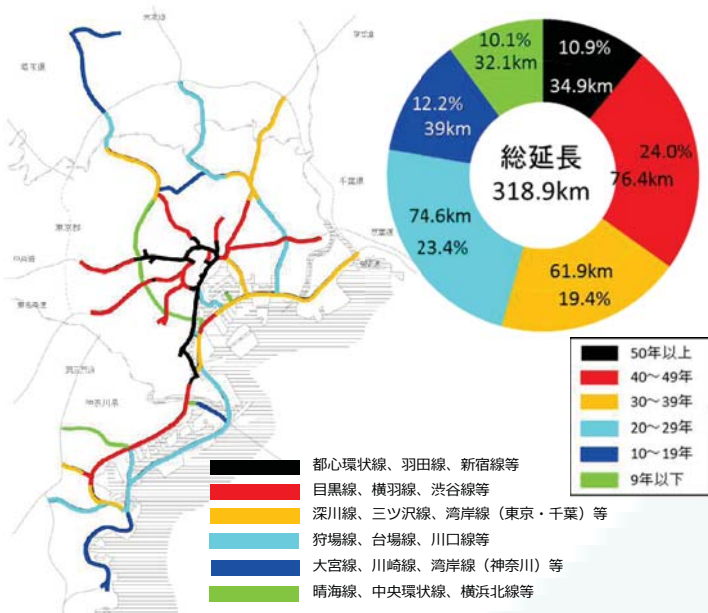 埼玉県
東京都
千葉県
神奈川県
10.1%
32.1km
10.9%
34.9km
12.2%
39km
24.0%
76.4km
総延長
318.9km
74.6km
23.4%
61.9km
19.4%
50年以上
40～49年
30～39年
20～29年
10～19年
9年以下
都心環状線、羽田線、新宿線等
目黒線、横羽線、渋谷線等
深川線、三ツ沢線、湾岸線（東京・千葉）等
狩場線、台場線、川口線等
大宮線、川崎線、湾岸線（神奈川）等
晴海線、中央環状線、横浜北線等